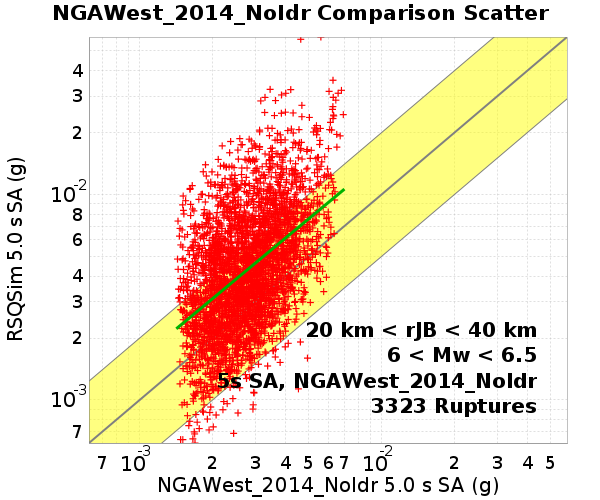 NGAWest_2014_NoIdr Comparison Scatter
RSQSim 5.0 s SA (g)
4
3
2
10-2
8
6
4
3
2
10-3
7
20 km < rJB < 40 km
6 < Mw < 6.5
5s SA, NGAWest_2014_NoIdr
3323 Ruptures
7 10-3 2 3 4 5 6 7 10-2 2 3 4 5
NGAWest_2014_NoIdr 5.0 s SA (g)